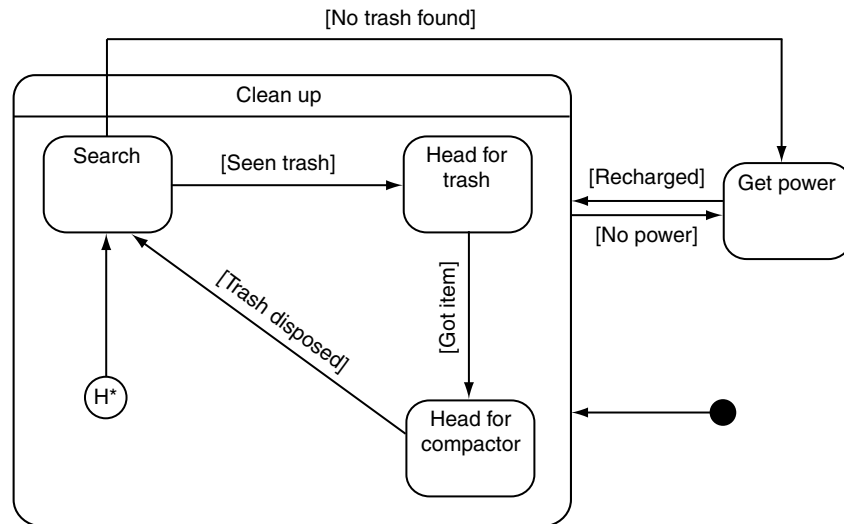 [No trash found]
Clean up
Search
[Seen trash]
Head for
trash
[Recharged]
Get power
[No power]
[Trash disposed]
[Got item]
H*
Head for
compactor